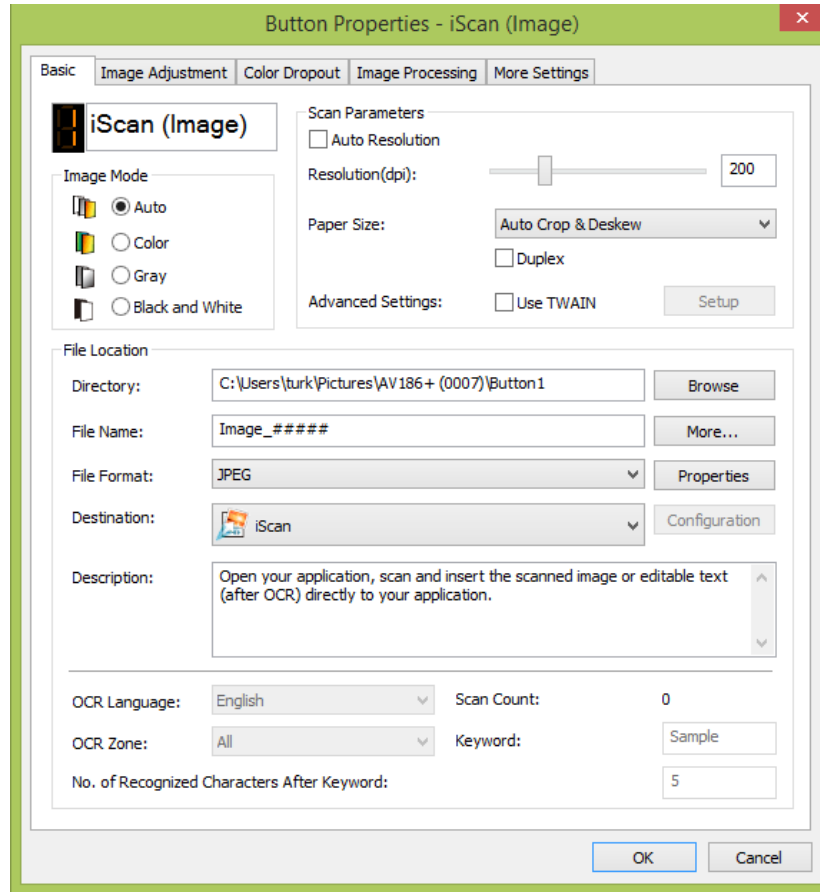 Button Properties - iScan (Image)
Basic Image Adjustment Color Dropout Image Processing More Settings
1 iScan (Image)
Image Mode
Auto
Color
Gray
Black and White
Scan Parameters
Auto Resolution
Resolution(dpi): 200
Paper Size: Auto Crop & Deskew
Duplex
Advanced Settings: Use TWAIN Setup
File Location
Directory: C:\Users\turk\Pictures\AV186+ (0007)\Button1 Browse
File Name: Image_##### More...
File Format: JPEG Properties
Destination: iScan Configuration
Description: Open your application, scan and insert the scanned image or editable text
(after OCR) directly to your application.
OCR Language: English Scan Count: 0
OCR Zone: All Keyword: Sample
No. of Recognized Characters After Keyword: 5
OK Cancel